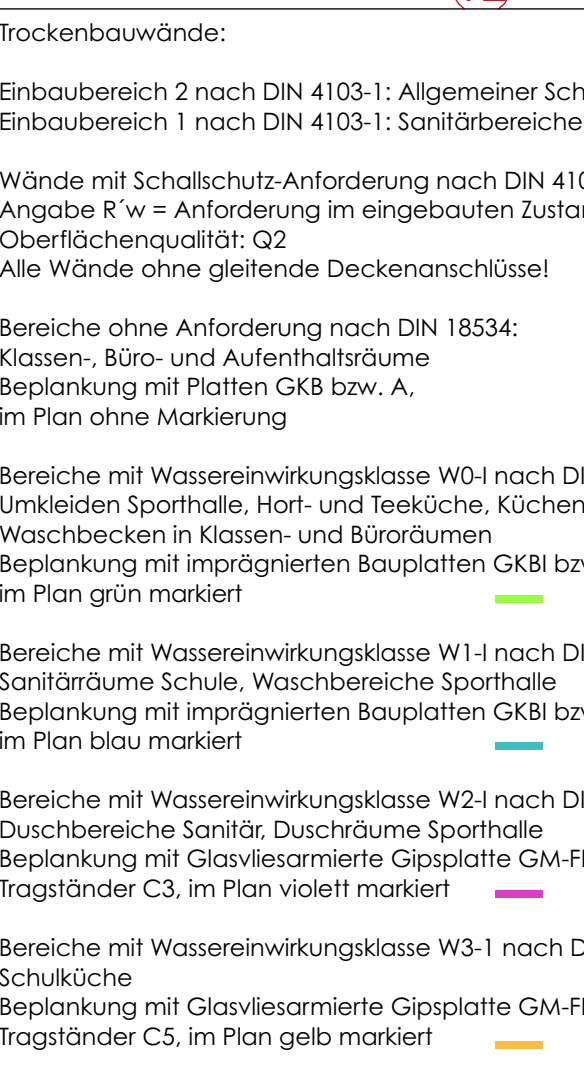 Trockenbauwände:
Einbaubereich 2 nach DIN 4103-1: Allgemeiner Sch
Einbaubereich 1 nach DIN 4103-1: Sanitärbereiche
Wände mit Schallschutz-Anforderung nach DIN 410
Angabe R´w = Anforderung im eingebauten Zustan
Oberflächenqualität: Q2
Alle Wände ohne gleitende Deckenanschlüsse!
Bereiche ohne Anforderung nach DIN 18534:
Klassen-, Büro- und Aufenthaltsräume
Beplankung mit Platten GKB bzw. A,
im Plan ohne Markierung
Bereiche mit Wassereinwirkungsklasse W0-I nach DI
Umkleiden Sporthalle, Hort- und Teeküche, Küchen
Waschbecken in Klassen- und Büroräumen
Beplankung mit imprägnierten Bauplatten GKBI bzw
im Plan grün markiert
Bereiche mit Wassereinwirkungsklasse W1-I nach DI
Sanitärräume Schule, Waschbereiche Sporthalle
Beplankung mit imprägnierten Bauplatten GKBI bzw
im Plan blau markiert
Bereiche mit Wassereinwirkungsklasse W2-I nach DI
Duschbereiche Sanitär, Duschräume Sporthalle
Beplankung mit Glasvliesarmierte Gipsplatte GM-F
Tragständer C3, im Plan violett markiert
Bereiche mit Wassereinwirkungsklasse W3-1 nach D
Schulküche
Beplankung mit Glasvliesarmierte Gipsplatte GM-F
Tragständer C5, im Plan gelb markiert